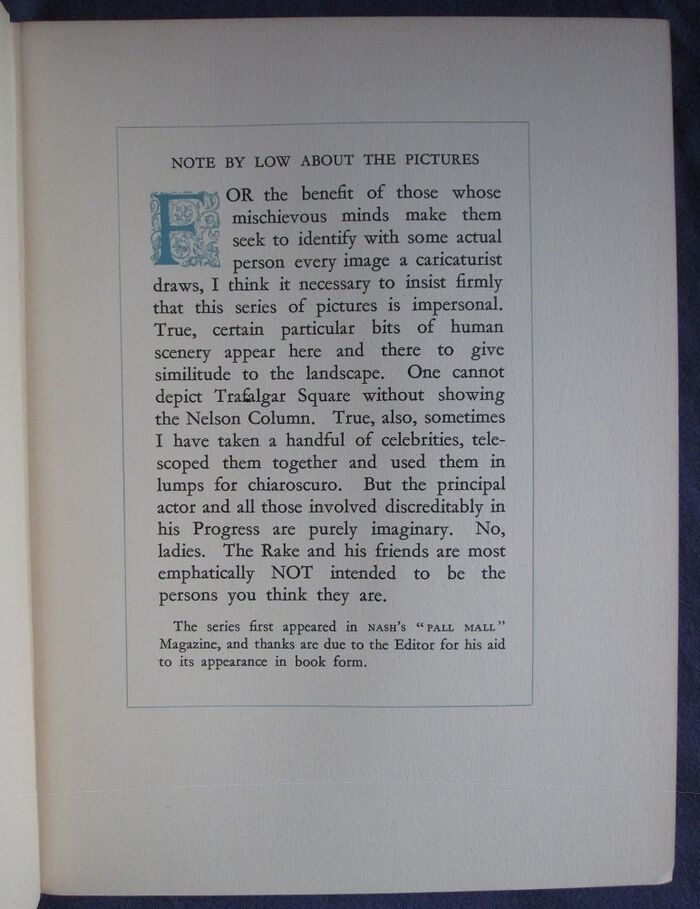 NOTE BY LOW ABOUT THE PICTURES
FOR the benefit of those whose
mischievous minds make them
seek to identify with some actual
person every image a caricaturist
draws, I think it necessary to insist firmly
that this series of pictures is impersonal.
True, certain particular bits of human
scenery appear here and there to give
similitude to the landscape. One cannot
depict Trafalgar Square without showing
the Nelson Column. True, also, sometimes
I have taken a handful of celebrities, tele-
scoped them together and used them in
lumps for chiaroscuro. But the principal
actor and all those involved discreditably in
his Progress are purely imaginary. No,
ladies. The Rake and his friends are most
emphatically NOT intended to be the
persons you think they are.
The series first appeared in NASH'S "PALL MALL"
Magazine, and thanks are due to the Editor for his aid
to its appearance in book form.